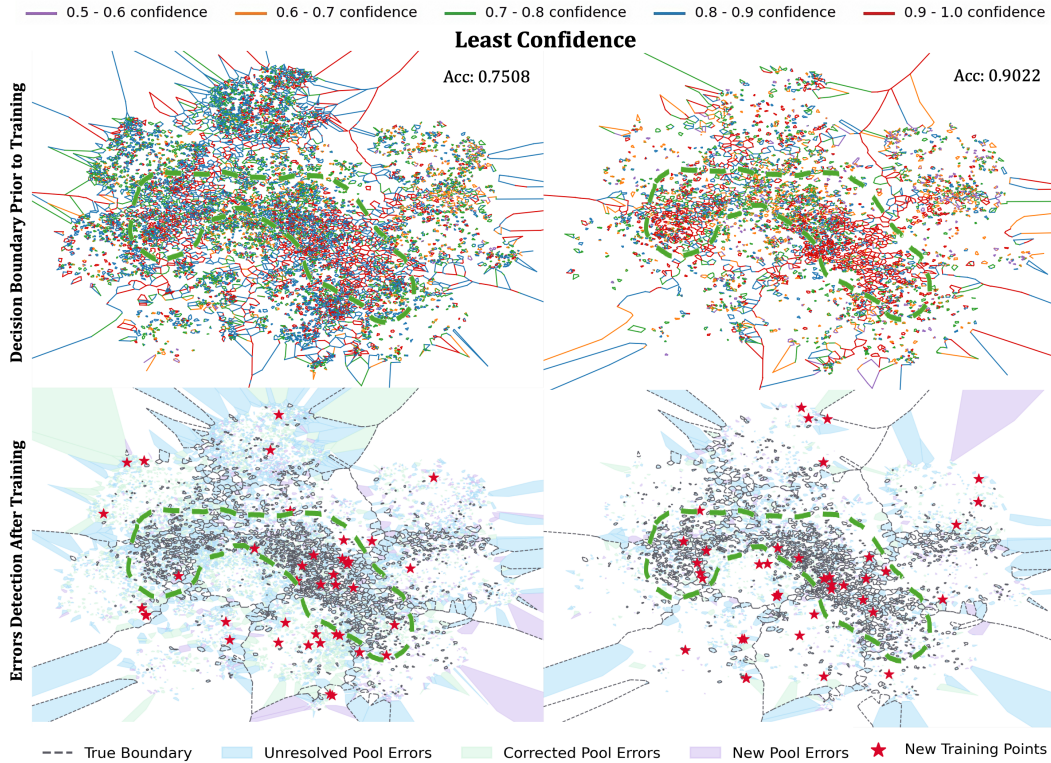 0.5 - 0.6 confidence
0.6 - 0.7 confidence
0.7 - 0.8 confidence
0.8 - 0.9 confidence
0.9 - 1.0 confidence
Least Confidence
Decision Boundary Prior to Training
Acc: 0.7508
Acc: 0.9022
Errors Detection After Training
True Boundary
Unresolved Pool Errors
Corrected Pool Errors
New Pool Errors
New Training Points